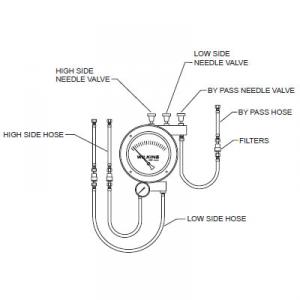 LOW SIDE
NEEDLE VALVE
HIGH SIDE
NEEDLE VALVE
BY PASS NEEDLE VALVE
BY PASS HOSE
HIGH SIDE HOSE
FILTERS
WILKINS
LOW SIDE HOSE